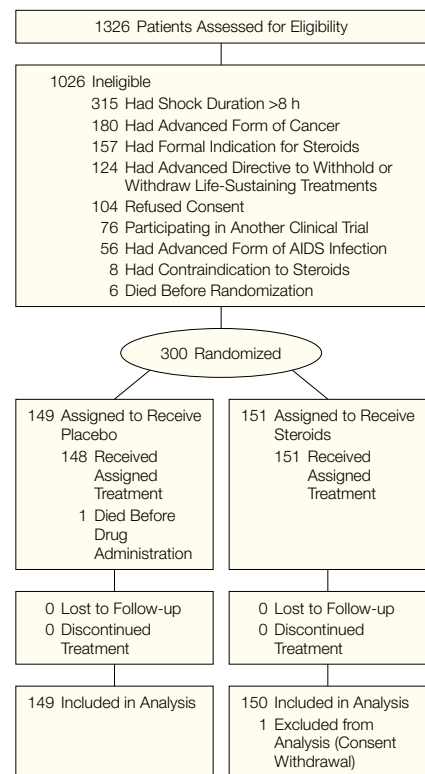 1326 Patients Assessed for Eligibility
1026 Ineligible
315 Had Shock Duration >8 h
180 Had Advanced Form of Cancer
157 Had Formal Indication for Steroids
124 Had Advanced Directive to Withhold or
Withdraw Life-Sustaining Treatments
104 Refused Consent
76 Participating in Another Clinical Trial
56 Had Advanced Form of AIDS Infection
8 Had Contraindication to Steroids
6 Died Before Randomization
300 Randomized
149 Assigned to Receive
Placebo
148 Received
Assigned
Treatment
1 Died Before
Drug
Administration
151 Assigned to Receive
Steroids
151 Received
Assigned
Treatment
0 Lost to Follow-up
0 Discontinued
Treatment
0 Lost to Follow-up
0 Discontinued
Treatment
149 Included in Analysis
150 Included in Analysis
1 Excluded from
Analysis (Consent
Withdrawal)